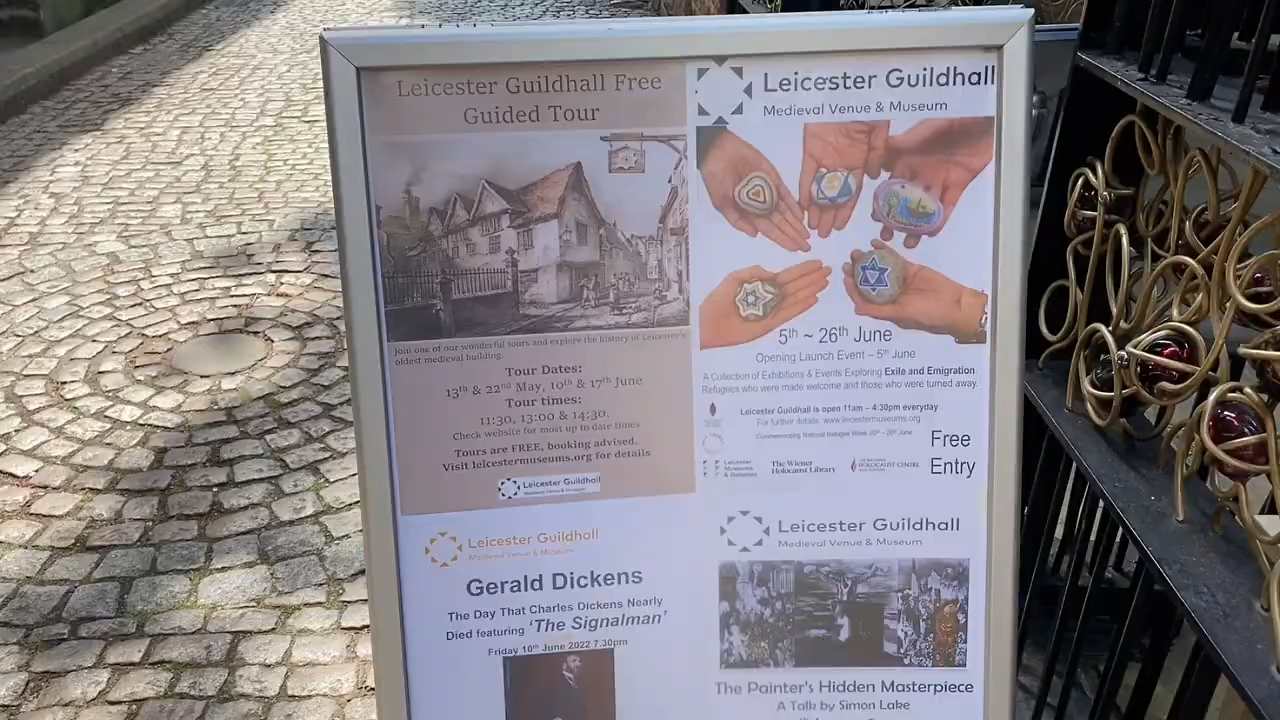 Leicester Guildhall Free
Guided Tour
Join one of our wonderful tours and explore the history of Leicester's
oldest medieval building.
Tour Dates:
13th & 22nd May, 10th & 17th June
Tour times:
11:30, 13:00 & 14:30.
Check website for most up to date times
Tours are FREE, booking advised.
Visit leicestermuseums.org for details
Leicester Guildhall
Medieval Venue & Museum
Leicester Guildhall
Medieval Venue & Museum
5th ~ 26th June
Opening Launch Event – 5th June
A Collection of Exhibitions & Events Exploring Exile and Emigration.
Refugees who were made welcome and those who were turned away.
Leicester Guildhall is open 11am – 4:30pm everyday
For further details, www.leicestermuseums.org
Commemorating National Refugee Week 20th – 26th June
Free
Entry
Leicester
Museums
& Galleries
The Wiener
Holocaust Library
HOLOCAUST CENTRE
Leicester Guildhall
Medieval Venue & Museum
Gerald Dickens
The Day That Charles Dickens Nearly
Died featuring 'The Signalman'
Friday 10th June 2022 7.30pm
Leicester Guildhall
Medieval Venue & Museum
The Painter's Hidden Masterpiece
A Talk by Simon Lake